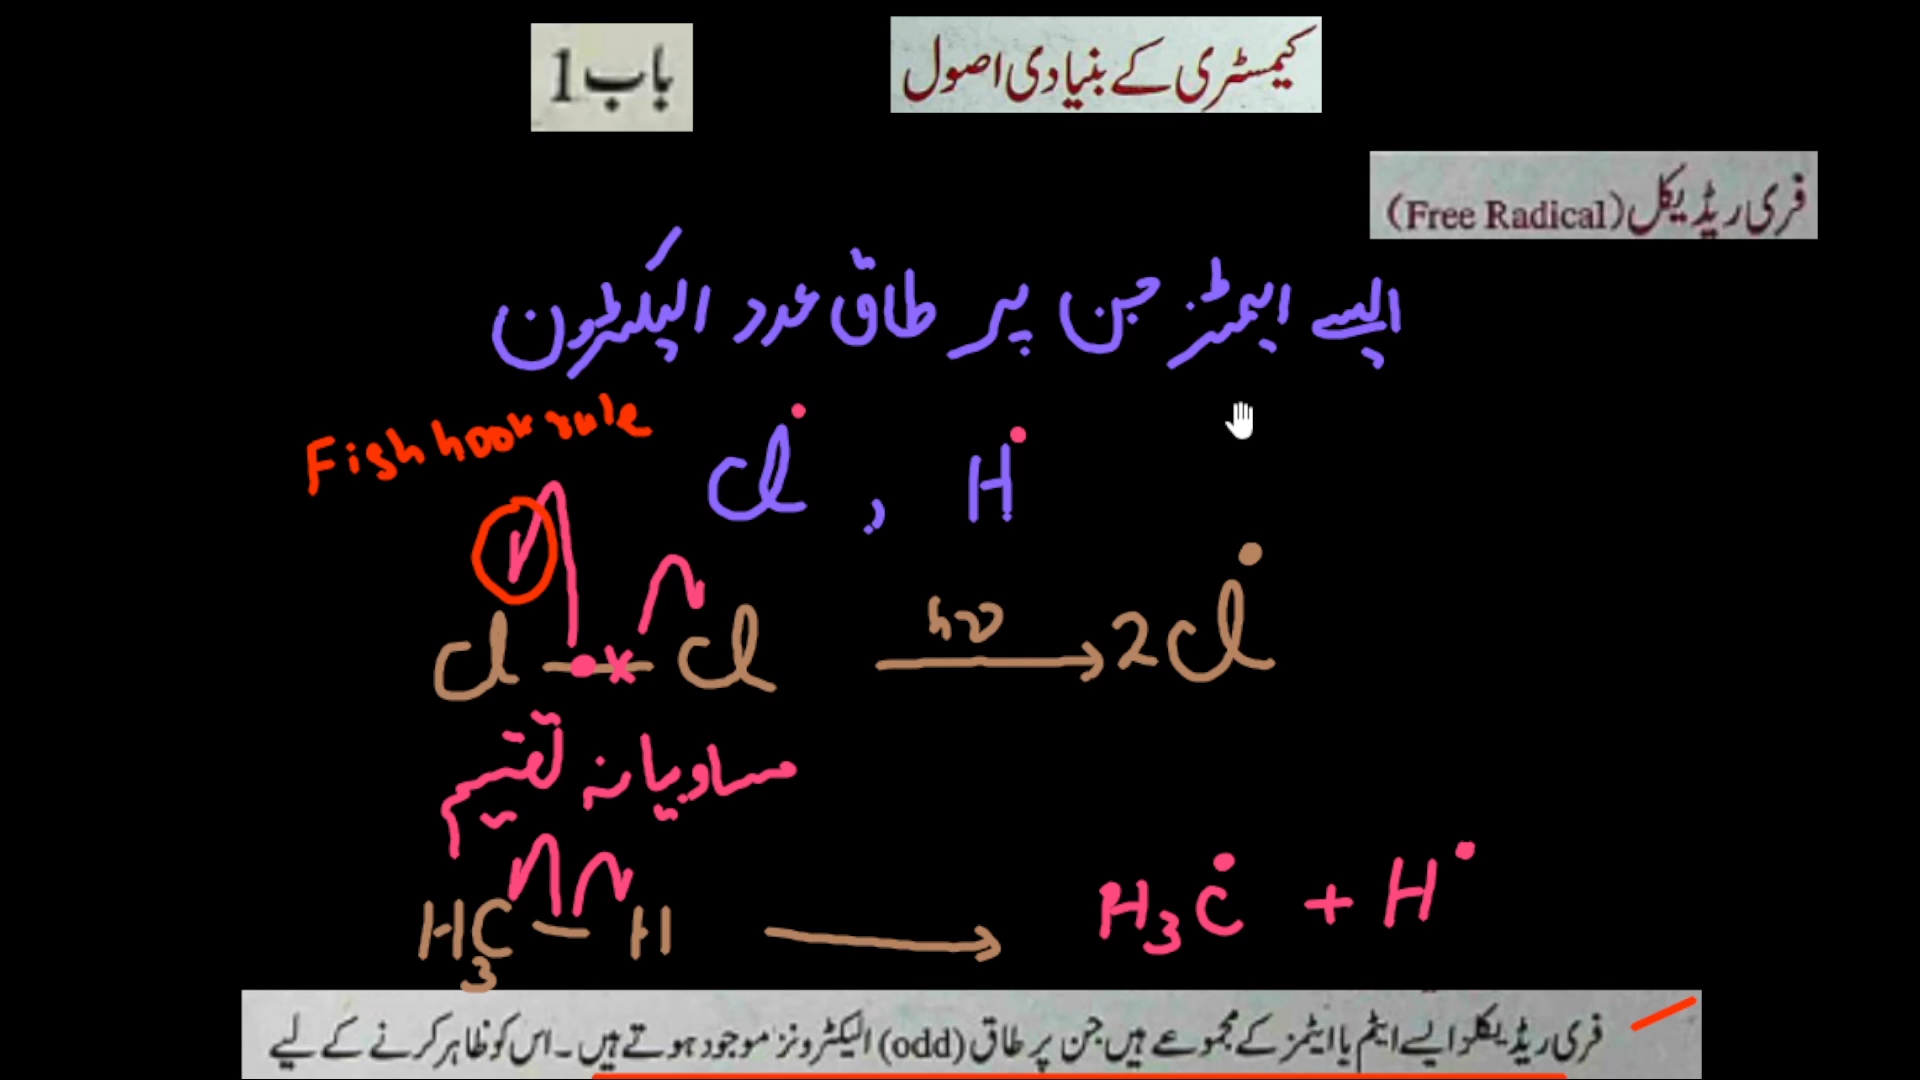 باب 1
کیمسٹری کے بنیادی اصول
فری ریڈیکل (Free Radical)
ایسے ایٹمز جن پر طاق عدد الیکٹرون
Fish hook rule
Cl• , H•
Cl — Cl hν → 2Cl•
مساویانہ تقسیم
H₃C — H → H₃C• + H•
فری ریڈیکلز ایسے ایٹم یا ایٹمز کے مجموعے ہیں جن پر طاق (odd) الیکٹرونز موجود ہوتے ہیں۔ اس کو ظاہر کرنے کے لیے